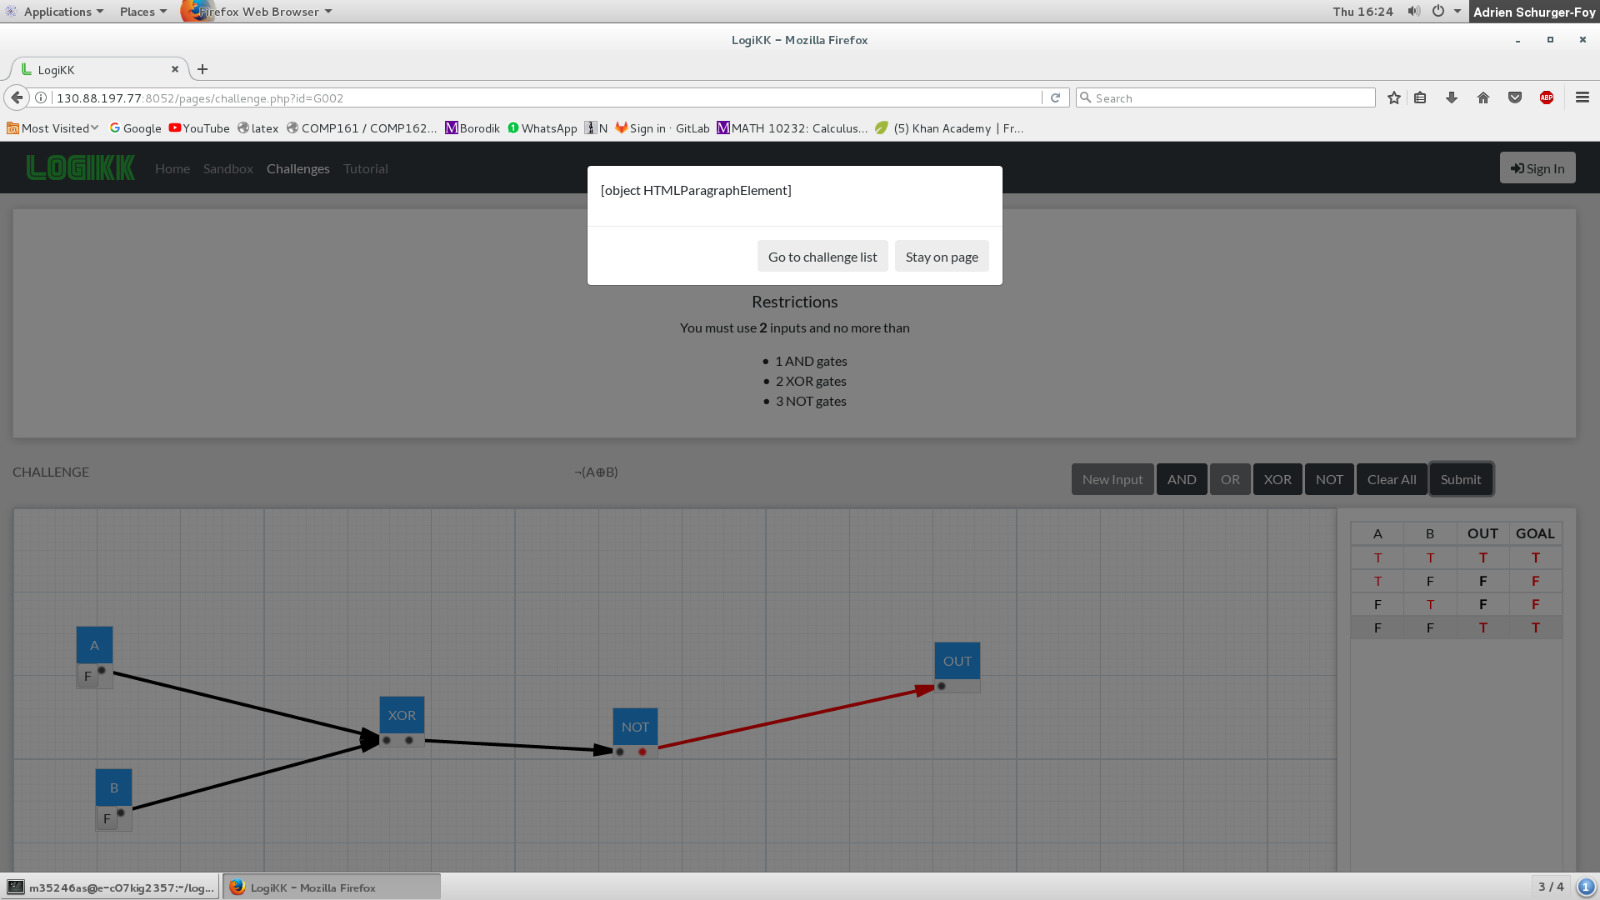 Applications Places Firefox Web Browser Thu 16:24 Adrien Schurger-Foy
LogiKK - Mozilla Firefox
LogiKK
130.88.197.77:8052/pages/challenge.php?id=G002 Search ABP
Most Visited Google YouTube latex COMP161 / COMP162... Borodik WhatsApp N Sign in · GitLab MATH 10232: Calculus... (5) Khan Academy | Fr...
LOGIKK Home Sandbox Challenges Tutorial Sign In
[object HTMLParagraphElement]
Go to challenge list Stay on page
Restrictions
You must use 2 inputs and no more than
• 1 AND gates
• 2 XOR gates
• 3 NOT gates
CHALLENGE ¬(A⊕B) New Input AND OR XOR NOT Clear All Submit
A B OUT GOAL
T T T T
T F F F
F T F F
F F T T
A
F
OUT
XOR
NOT
B
F
m35246as@e-c07kig2357:~/log... LogiKK - Mozilla Firefox 3 / 4 1